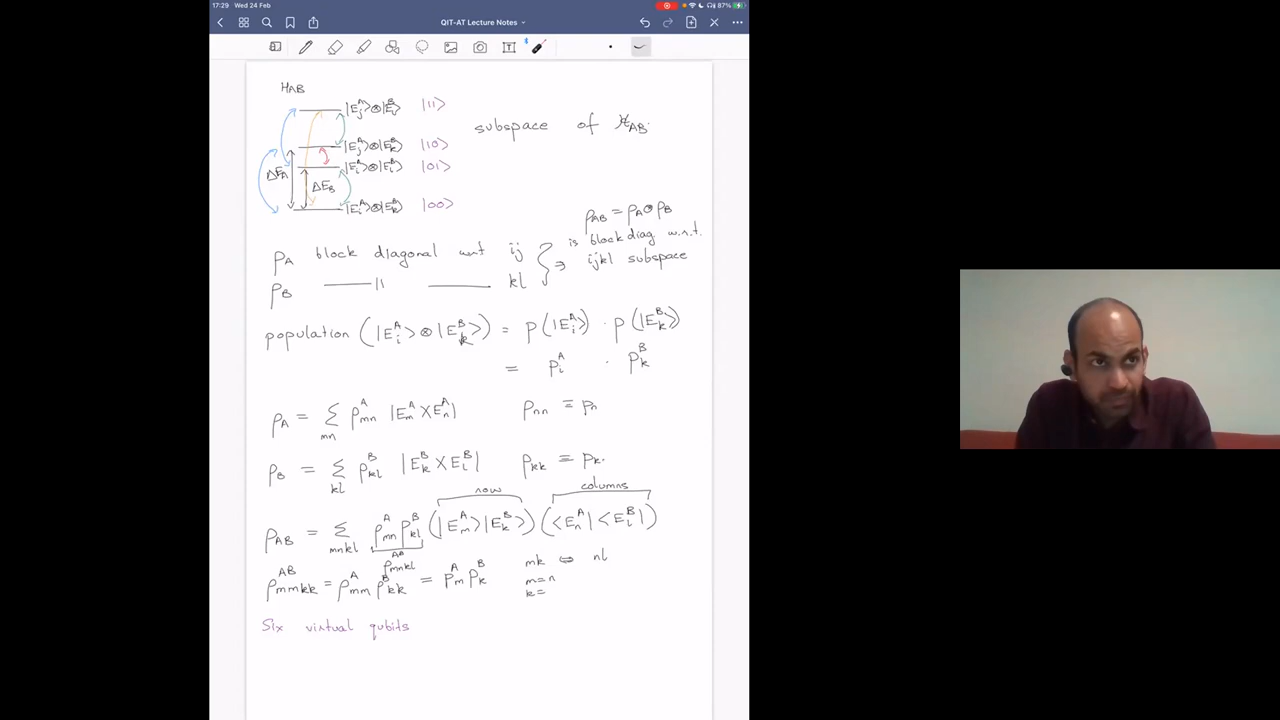 17:29 Wed 24 Feb
87%
QIT-AT Lecture Notes
H_AB
|E_j^A>⊗|E_l^B> |11>
subspace of ℋ_AB.
|E_j^A>⊗|E_k^B> |10>
|E_i^A>⊗|E_l^B> |01>
ΔE_A
ΔE_B
|E_i^A>⊗|E_k^B> |00>
ρ_AB = ρ_A⊗ρ_B
is block diag w.r.t.
ijkl subspace
ρ_A block diagonal wrt ij
} ⇒
ρ_B —— 11 —— kl
population (|E_i^A>⊗|E_k^B>) = p(|E_i^A>) · p(|E_k^B>)
= p_i^A · p_k^B
ρ_A = Σ_mn ρ_mn^A |E_m^A X E_n^A| ρ_nn ≡ p_n
ρ_B = Σ_kl ρ_kl^B |E_k^B X E_l^B| ρ_kk ≡ p_k.
row columns
ρ_AB = Σ_mnkl ρ_mn^A ρ_kl^B (|E_m^A>|E_k^B>) (<E_n^A|<E_l^B|)
ρ_mnkl^AB
mk ⇔ nl
ρ_mmkk^AB = ρ_mm^A ρ_kk^B = p_m^A p_k^B
m=n
k=
Six virtual qubits